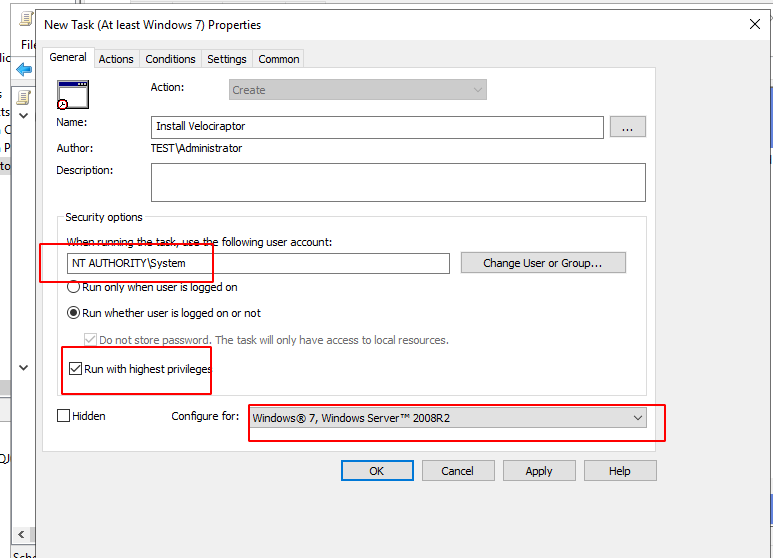 New Task (At least Windows 7) Properties
File
General Actions Conditions Settings Common
Action: Create
Name: Install Velociraptor ...
Author: TEST\Administrator
Description:
Security options
When running the task, use the following user account:
NT AUTHORITY\System Change User or Group...
Run only when user is logged on
Run whether user is logged on or not
Do not store password. The task will only have access to local resources.
Run with highest privileges
Hidden Configure for: Windows® 7, Windows Server™ 2008R2
OK Cancel Apply Help